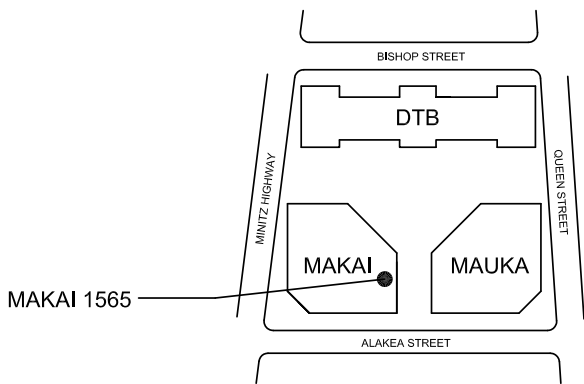 BISHOP STREET
DTB
MINITZ HIGHWAY
QUEEN STREET
MAKAI
MAUKA
MAKAI 1565
ALAKEA STREET